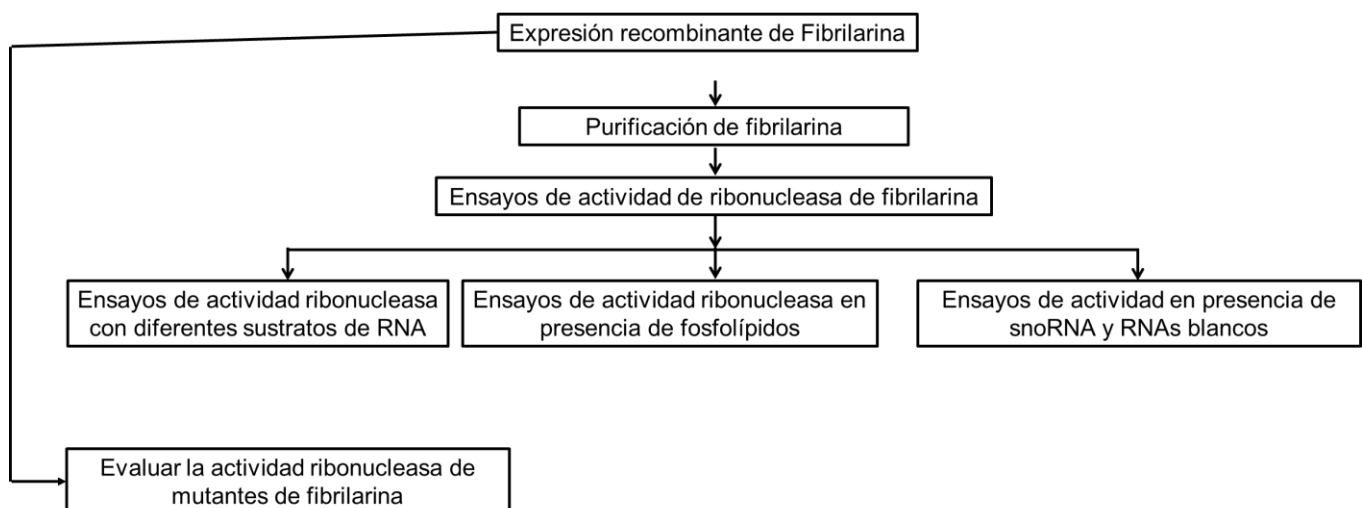 Expresión recombinante de Fibrilarina
Purificación de fibrilarina
Ensayos de actividad de ribonucleasa de fibrilarina
Ensayos de actividad ribonucleasa
con diferentes sustratos de RNA
Ensayos de actividad ribonucleasa en
presencia de fosfolípidos
Ensayos de actividad en presencia de
snoRNA y RNAs blancos
Evaluar la actividad ribonucleasa de
mutantes de fibrilarina